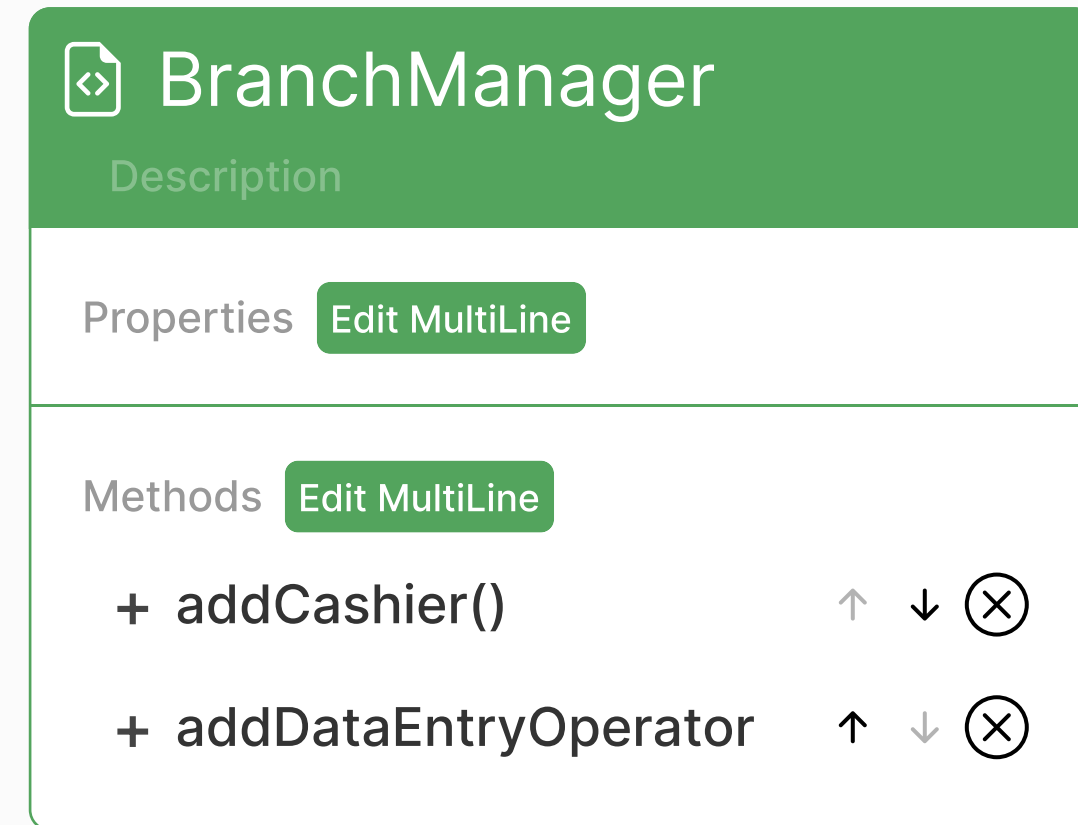 BranchManager
Description
Properties Edit MultiLine
Methods Edit MultiLine
+ addCashier()
+ addDataEntryOperator